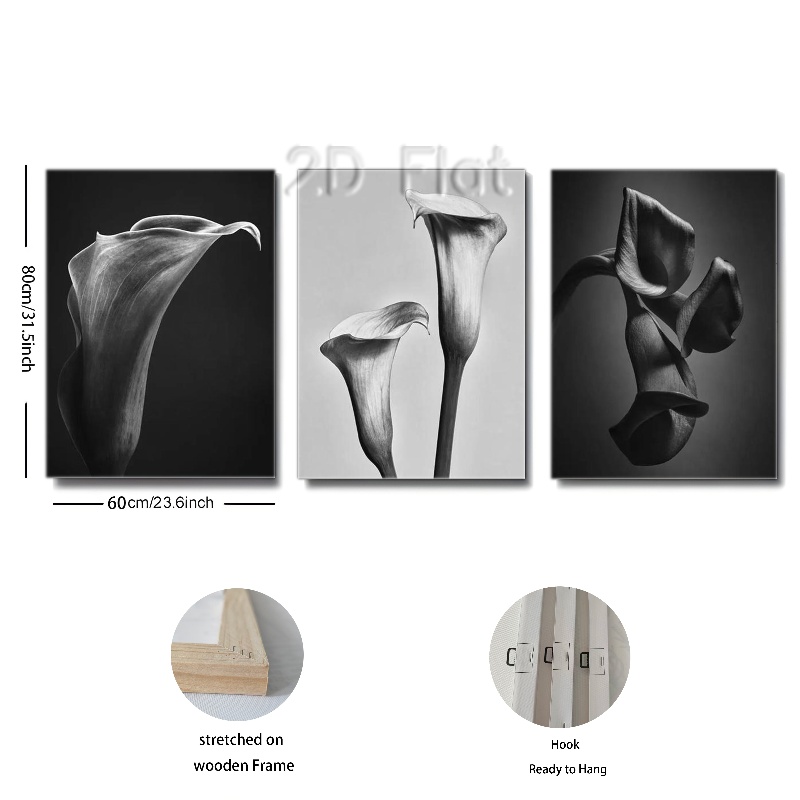 2D Flat
80cm/31.5inch
60cm/23.6inch
stretched on
wooden Frame
Hook
Ready to Hang